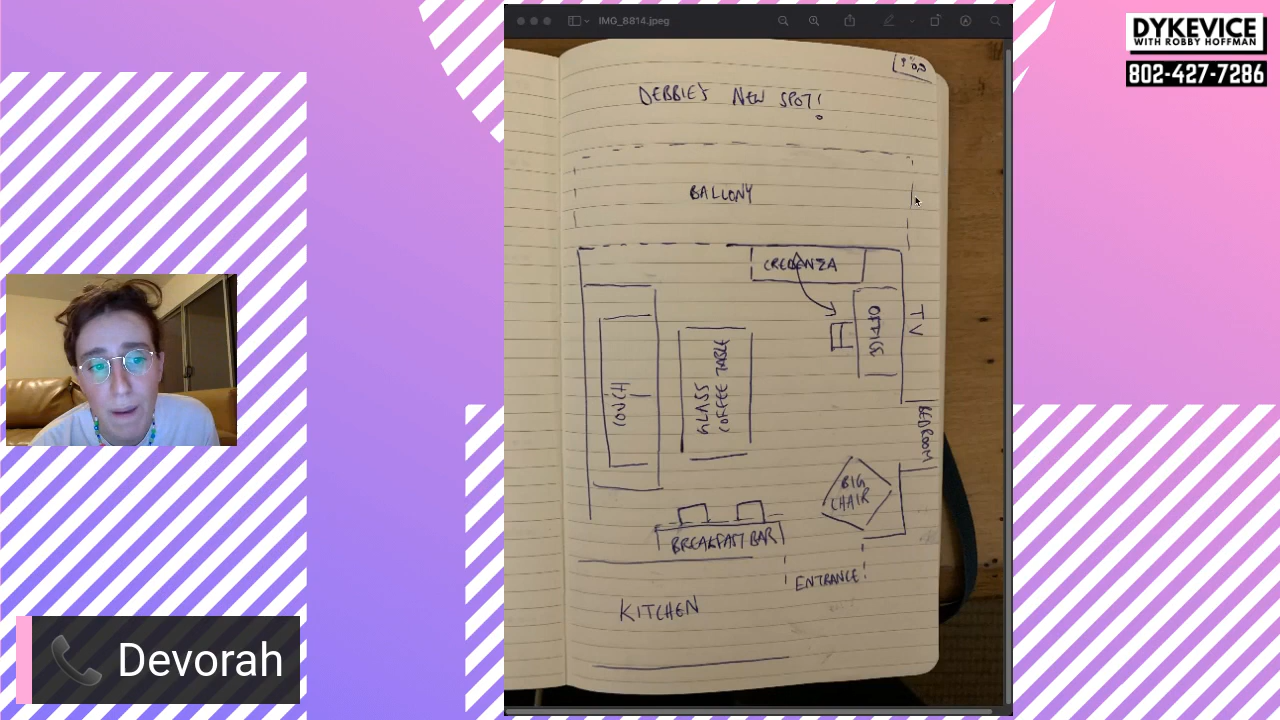 IMG_8814.jpeg
DYKEVICE
WITH ROBBY HOFFMAN
802-427-7286
DEBBIE'S NEW SPOT!
BALLONY
CREDENZA
OFFICE
TV
COUCH
GLASS
COFFEE TABLE
BEDROOM
BIG
CHAIR
BREAKFAST BAR
ENTRANCE
KITCHEN
Devorah